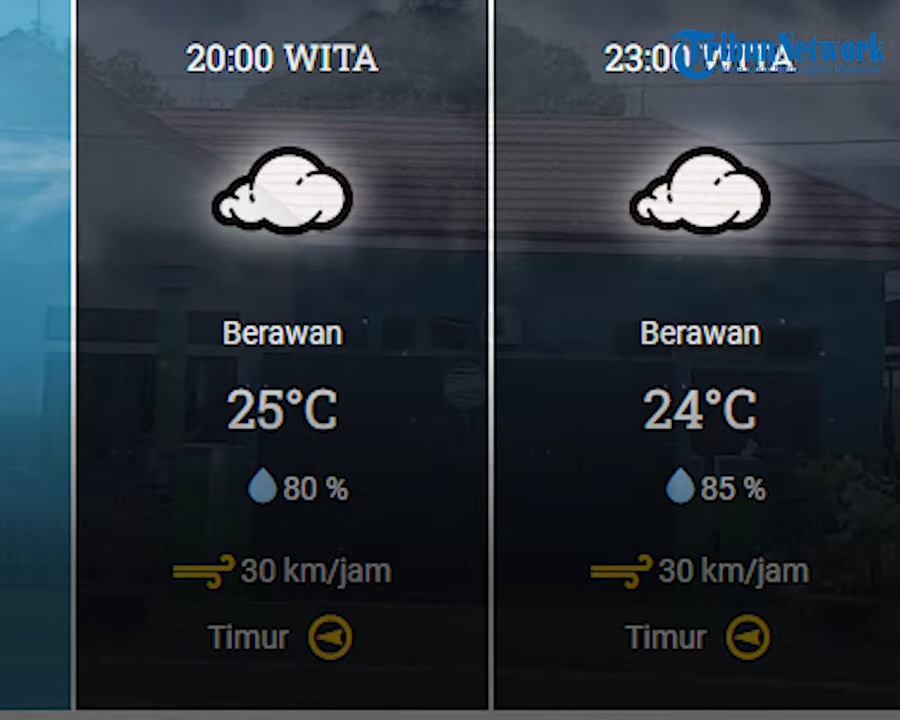 20:00 WITA
Berawan
25°C
80 %
30 km/jam
Timur
23:00 WITA
TribunNetwork
Berawan
24°C
85 %
30 km/jam
Timur